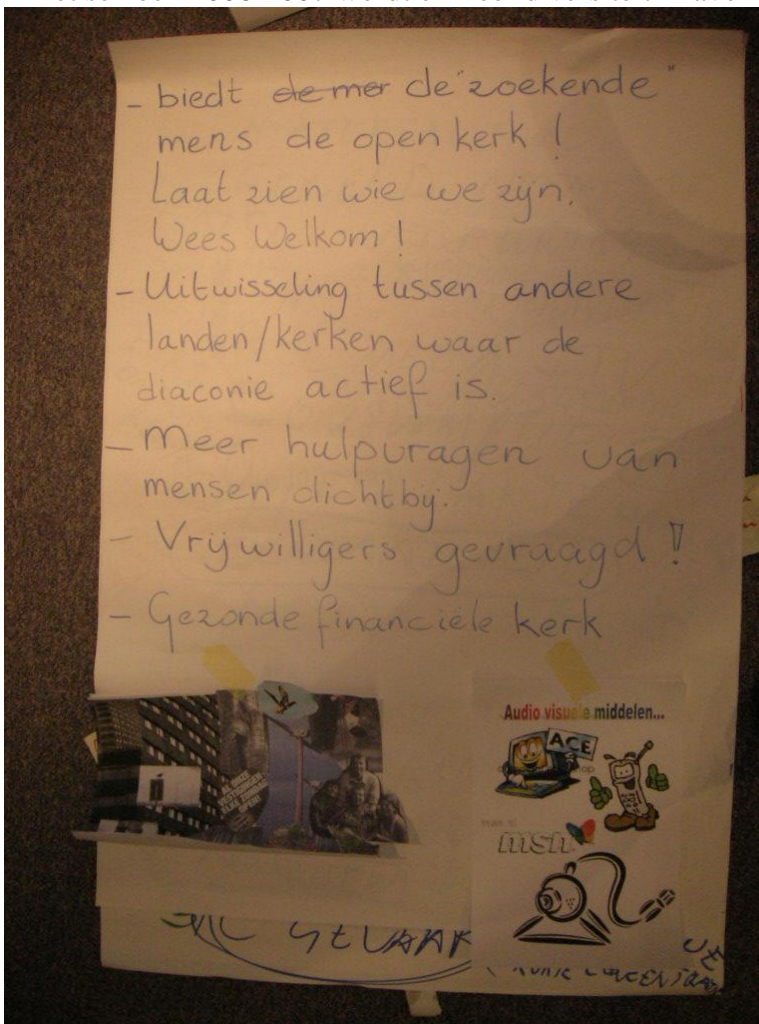 - biedt de mer de "zoekende"
mens de open kerk !
Laat zien wie we zijn.
Wees Welkom !
- Uitwisseling tussen andere
landen/kerken waar de
diaconie actief is.
- Meer hulpvragen van
mensen dichtbij.
- Vrijwilligers gevraagd !
- Gezonde financiele kerk
Audio visuele middelen...
ACE
msn